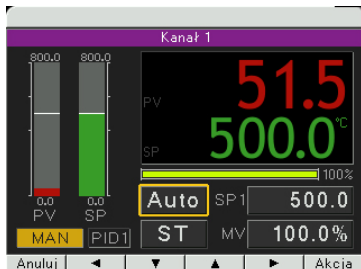 Kanał 1
800.0 800.0
PV 51.5
SP 500.0 °C
100%
0.0 0.0
PV SP
Auto SP1 500.0
MAN PID1 ST MV 100.0%
Anuluj ◄ ▼ ▲ ► Akcja